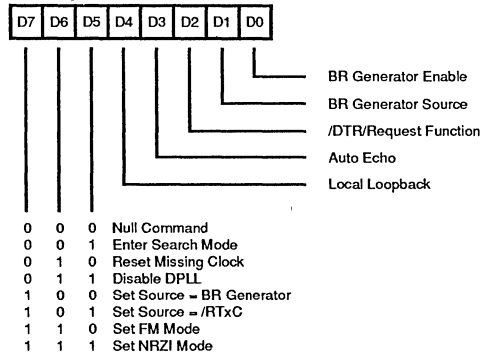 D7 D6 D5 D4 D3 D2 D1 D0
BR Generator Enable
BR Generator Source
/DTR/Request Function
Auto Echo
Local Loopback
0 0 0 Null Command
0 0 1 Enter Search Mode
0 1 0 Reset Missing Clock
0 1 1 Disable DPLL
1 0 0 Set Source = BR Generator
1 0 1 Set Source = /RTxC
1 1 0 Set FM Mode
1 1 1 Set NRZI Mode